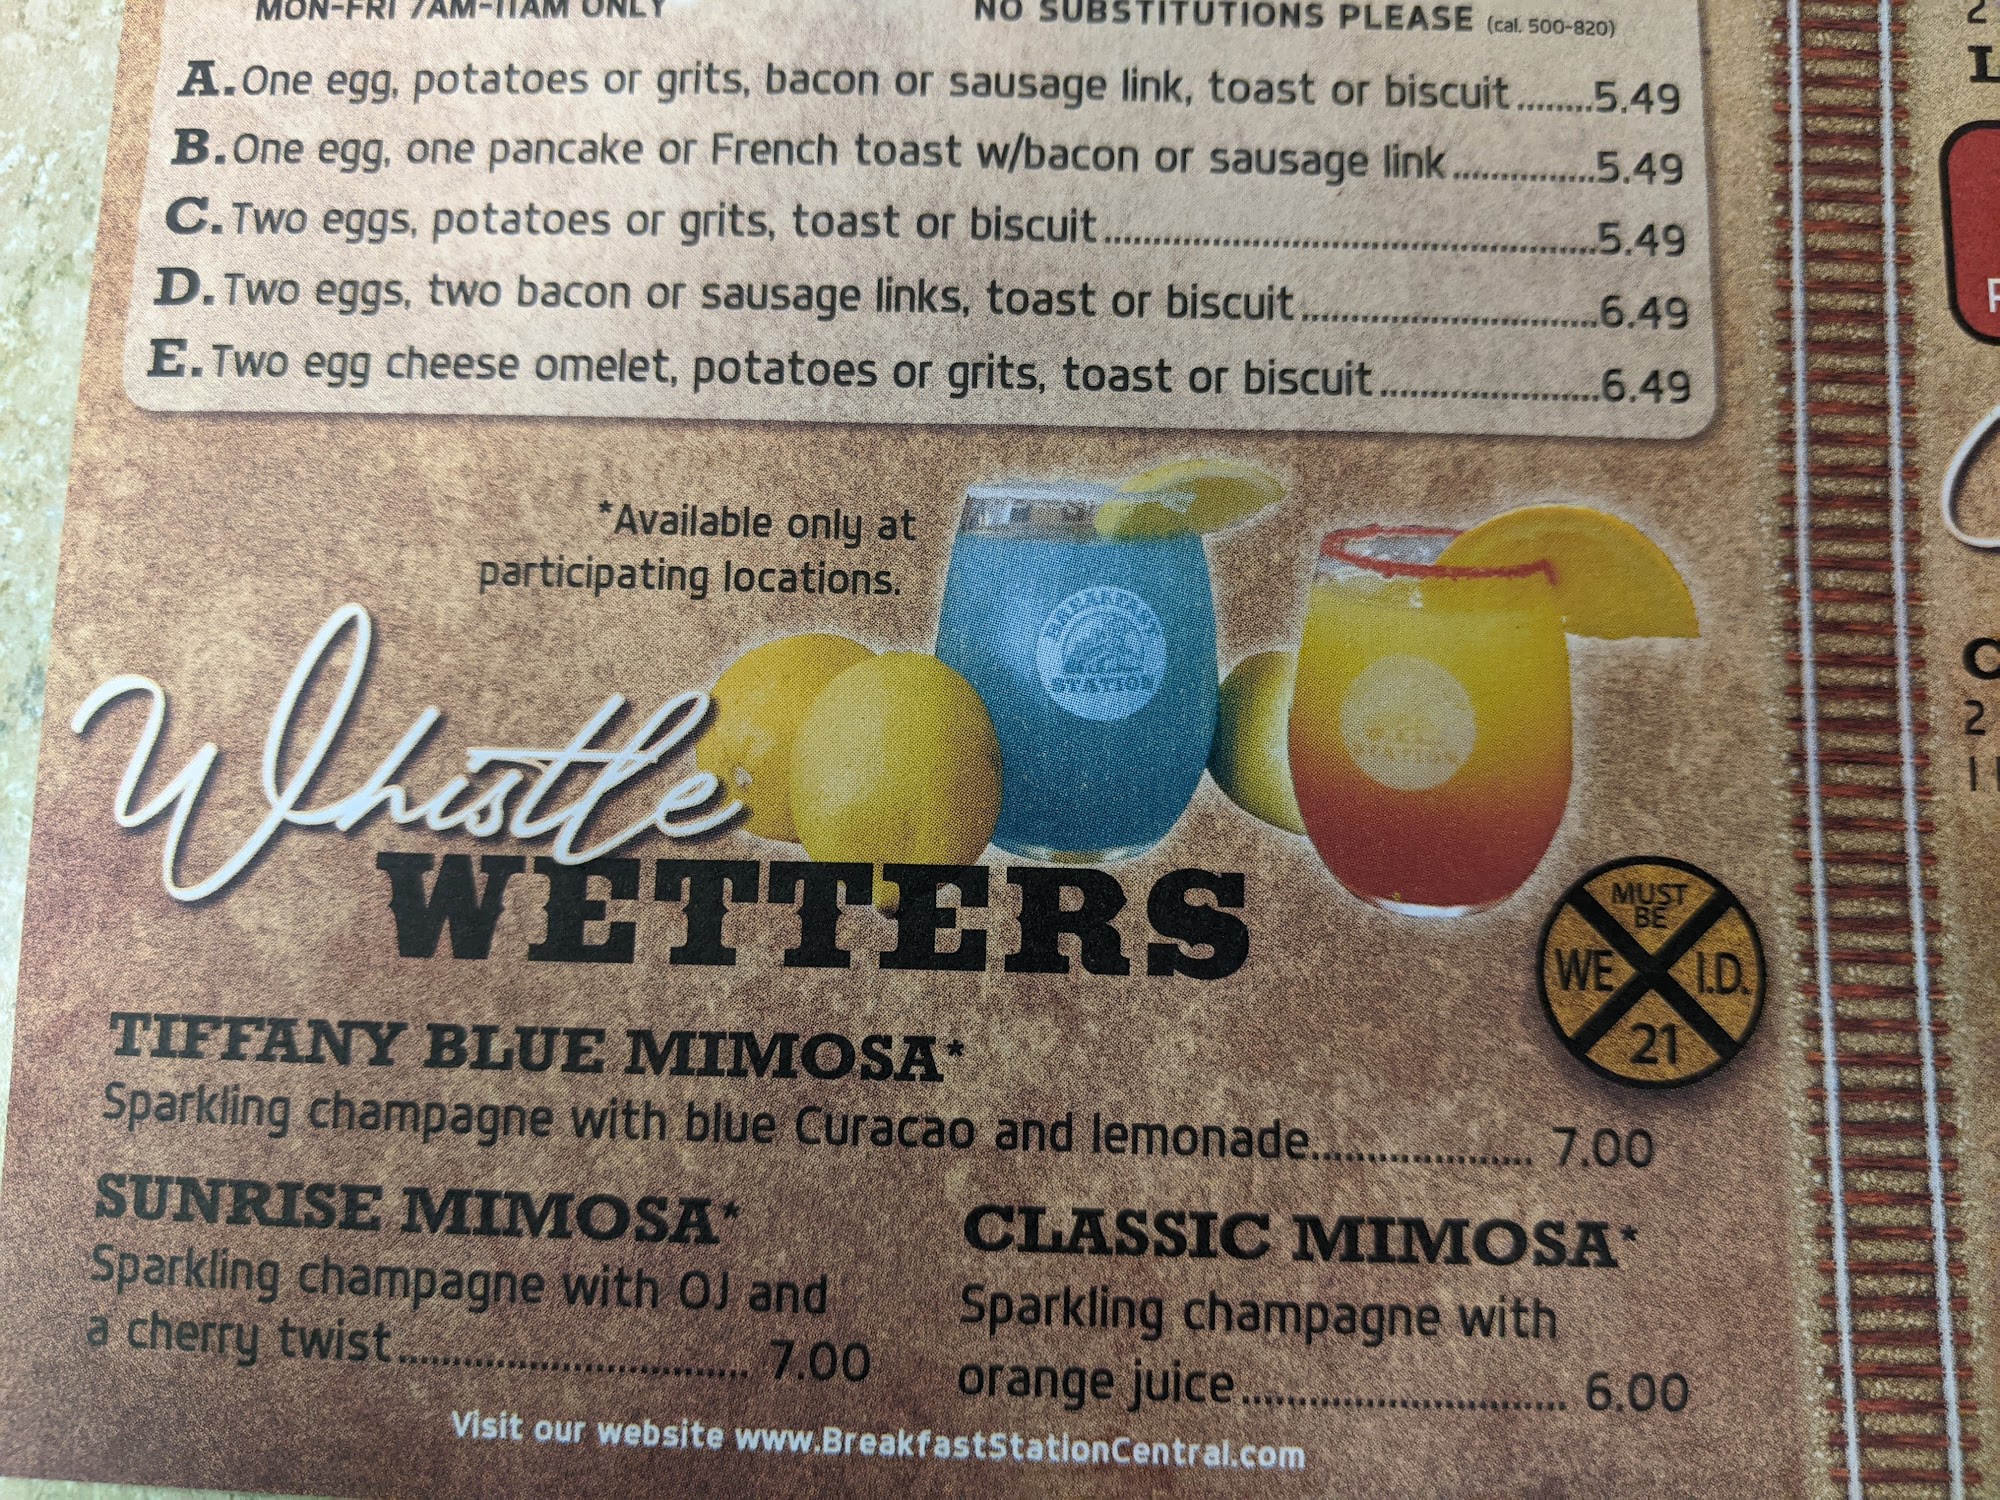 MON-FRI 7AM-11AM ONLY
NO SUBSTITUTIONS PLEASE (cal. 500-820)
A. One egg, potatoes or grits, bacon or sausage link, toast or biscuit........5.49
B. One egg, one pancake or French toast w/bacon or sausage link...............5.49
C. Two eggs, potatoes or grits, toast or biscuit..................................................5.49
D. Two eggs, two bacon or sausage links, toast or biscuit..............................6.49
E. Two egg cheese omelet, potatoes or grits, toast or biscuit.......................6.49
*Available only at
participating locations.
BREAKFAST
STATION
STATION
Whistle
WETTERS
MUST
BE
WE I.D.
21
TIFFANY BLUE MIMOSA*
Sparkling champagne with blue Curacao and lemonade.................... 7.00
SUNRISE MIMOSA*
Sparkling champagne with OJ and
a cherry twist................................. 7.00
CLASSIC MIMOSA*
Sparkling champagne with
orange juice.............................. 6.00
Visit our website www.BreakfastStationCentral.com